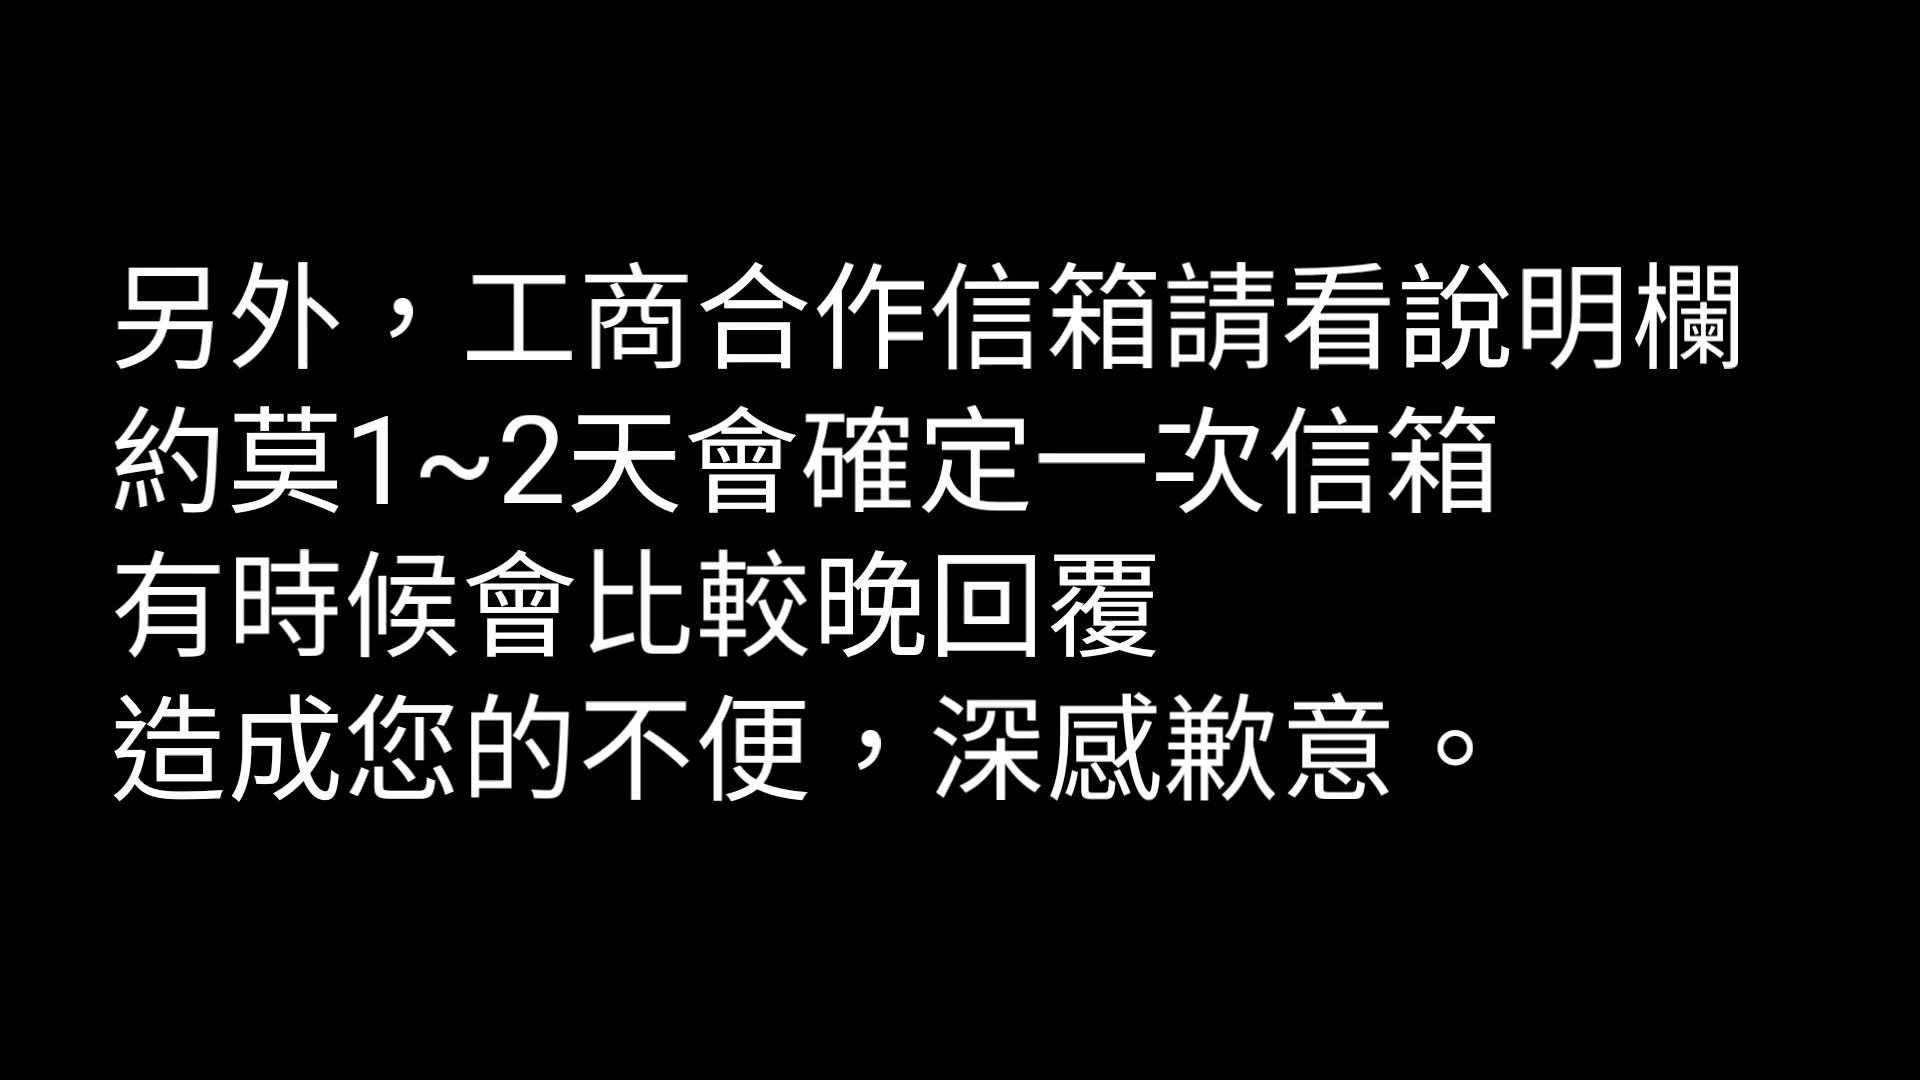 另外，工商合作信箱請看說明欄
約莫1~2天會確定一次信箱
有時候會比較晚回覆
造成您的不便，深感歉意。